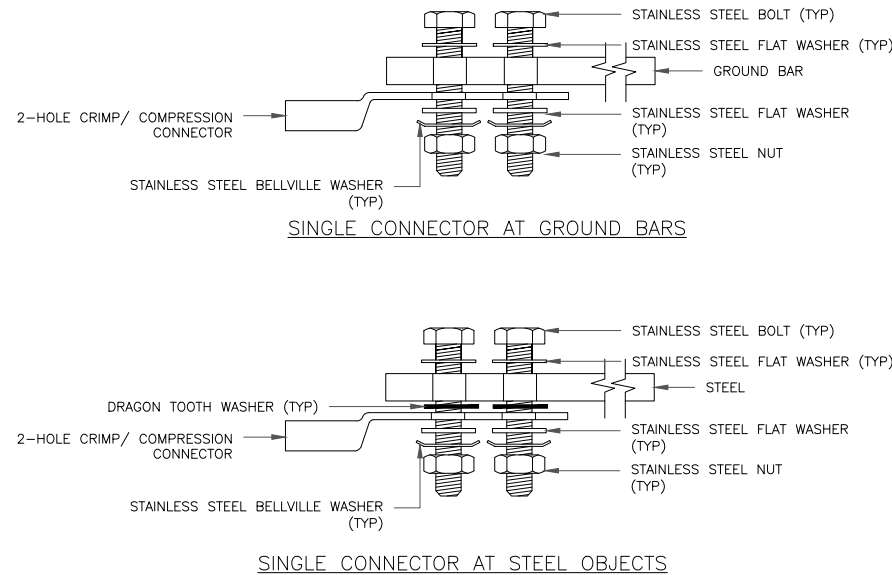 STAINLESS STEEL BOLT (TYP)
STAINLESS STEEL FLAT WASHER (TYP)
GROUND BAR
2-HOLE CRIMP/ COMPRESSION
CONNECTOR
STAINLESS STEEL FLAT WASHER
(TYP)
STAINLESS STEEL NUT
(TYP)
STAINLESS STEEL BELLVILLE WASHER
(TYP)
SINGLE CONNECTOR AT GROUND BARS
STAINLESS STEEL BOLT (TYP)
STAINLESS STEEL FLAT WASHER (TYP)
STEEL
DRAGON TOOTH WASHER (TYP)
2-HOLE CRIMP/ COMPRESSION
CONNECTOR
STAINLESS STEEL FLAT WASHER
(TYP)
STAINLESS STEEL NUT
(TYP)
STAINLESS STEEL BELLVILLE WASHER
(TYP)
SINGLE CONNECTOR AT STEEL OBJECTS